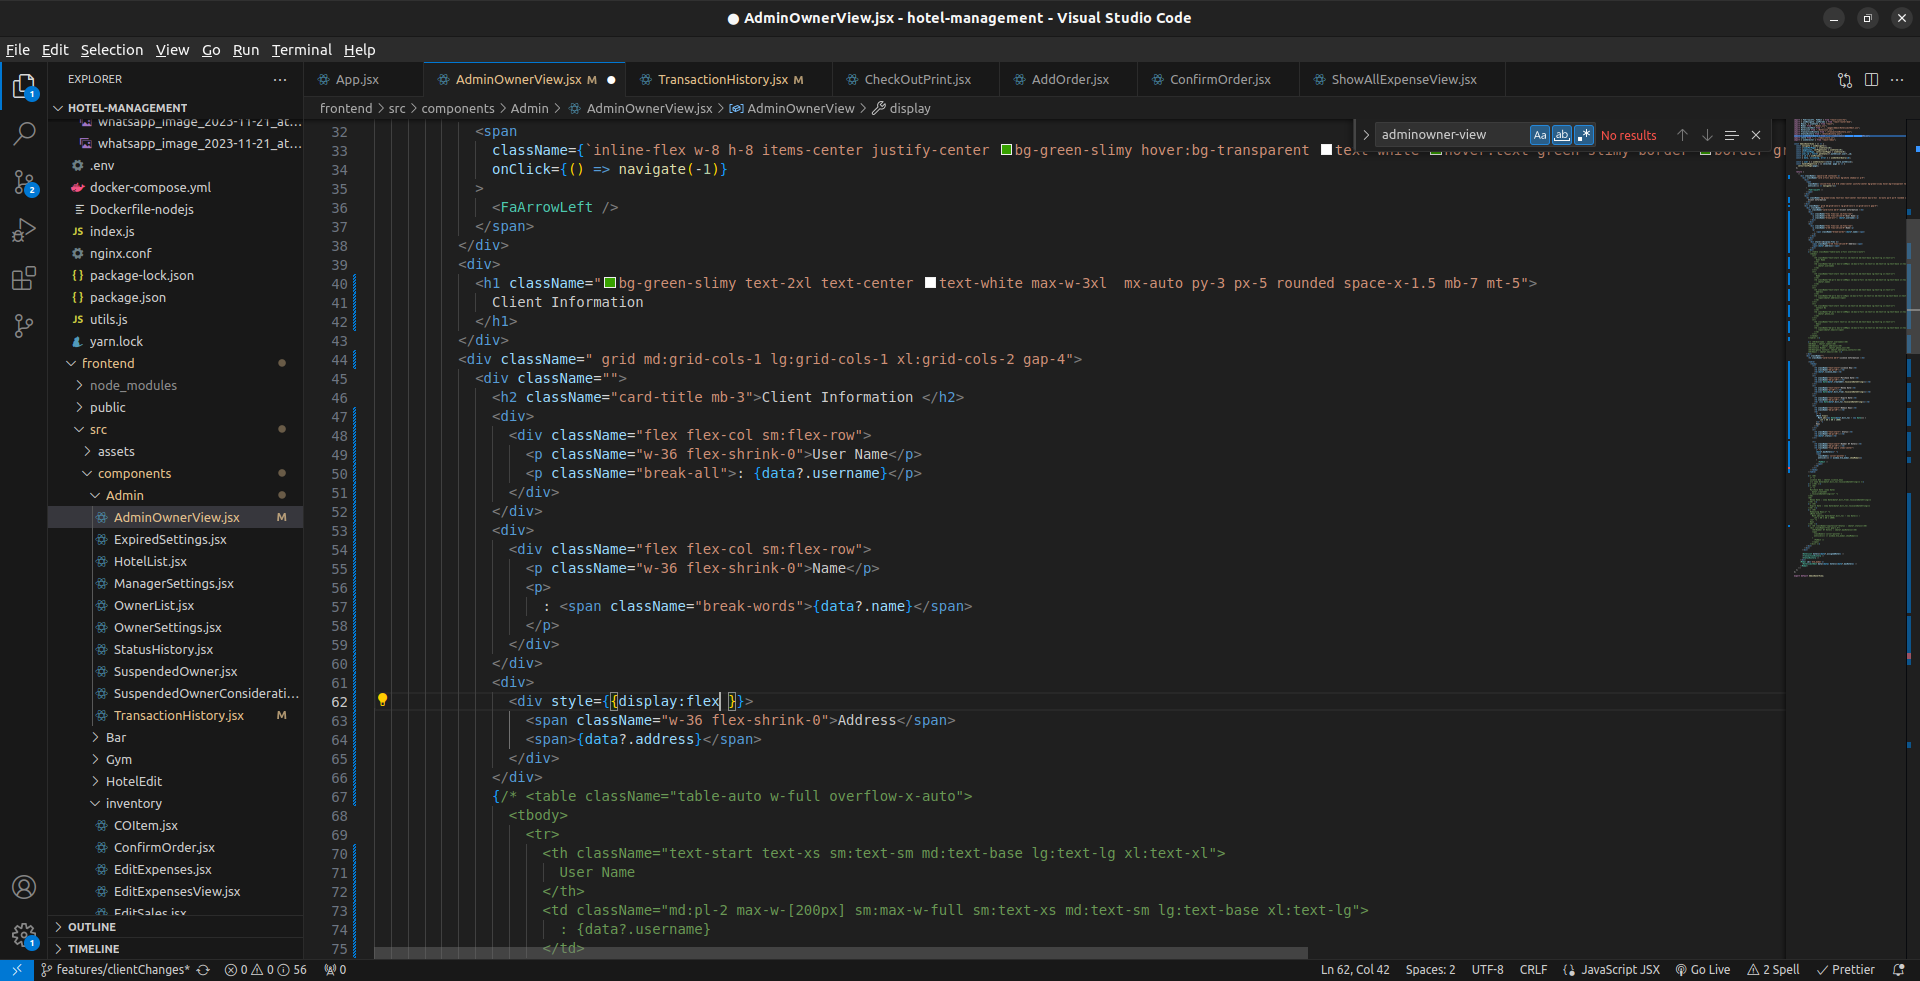 AdminOwnerView.jsx - hotel-management - Visual Studio Code
File Edit Selection View Go Run Terminal Help
EXPLORER
App.jsx
AdminOwnerView.jsx M
TransactionHistory.jsx M
CheckOutPrint.jsx
AddOrder.jsx
ConfirmOrder.jsx
ShowAllExpenseView.jsx
frontend > src > components > Admin > AdminOwnerView.jsx > AdminOwnerView > display
adminowner-view
Aa
ab
.*
No results
HOTEL-MANAGEMENT
whatsapp_image_2023-11-21_at...
whatsapp_image_2023-11-21_at...
.env
docker-compose.yml
Dockerfile-nodejs
JS index.js
nginx.conf
{} package-lock.json
{} package.json
JS utils.js
yarn.lock
frontend
node_modules
public
src
assets
components
Admin
AdminOwnerView.jsx M
ExpiredSettings.jsx
HotelList.jsx
ManagerSettings.jsx
OwnerList.jsx
OwnerSettings.jsx
StatusHistory.jsx
SuspendedOwner.jsx
SuspendedOwnerConsiderati...
TransactionHistory.jsx M
Bar
Gym
HotelEdit
inventory
COItem.jsx
ConfirmOrder.jsx
EditExpenses.jsx
EditExpensesView.jsx
EditSales.jsx
OUTLINE
TIMELINE
1
2
1
32 <span
33 className={`inline-flex w-8 h-8 items-center justify-center bg-green-slimy hover:bg-transparent text-white hover:text-green-slimy border border-gr
34 onClick={() => navigate(-1)}
35 >
36 <FaArrowLeft />
37 </span>
38 </div>
39 <div>
40 <h1 className="bg-green-slimy text-2xl text-center text-white max-w-3xl  mx-auto py-3 px-5 rounded space-x-1.5 mb-7 mt-5">
41 Client Information
42 </h1>
43 </div>
44 <div className=" grid md:grid-cols-1 lg:grid-cols-1 xl:grid-cols-2 gap-4">
45 <div className="">
46 <h2 className="card-title mb-3">Client Information </h2>
47 <div>
48 <div className="flex flex-col sm:flex-row">
49 <p className="w-36 flex-shrink-0">User Name</p>
50 <p className="break-all">: {data?.username}</p>
51 </div>
52 </div>
53 <div>
54 <div className="flex flex-col sm:flex-row">
55 <p className="w-36 flex-shrink-0">Name</p>
56 <p>
57 : <span className="break-words">{data?.name}</span>
58 </p>
59 </div>
60 </div>
61 <div>
62 <div style={{display:flex }}>
63 <span className="w-36 flex-shrink-0">Address</span>
64 <span>{data?.address}</span>
65 </div>
66 </div>
67 {/* <table className="table-auto w-full overflow-x-auto">
68 <tbody>
69 <tr>
70 <th className="text-start text-xs sm:text-sm md:text-base lg:text-lg xl:text-xl">
71 User Name
72 </th>
73 <td className="md:pl-2 max-w-[200px] sm:max-w-full sm:text-xs md:text-sm lg:text-base xl:text-lg">
74 : {data?.username}
75 </td>
features/clientChanges* 0 0 56 0
Ln 62, Col 42 Spaces: 2 UTF-8 CRLF {} JavaScript JSX Go Live 2 Spell Prettier